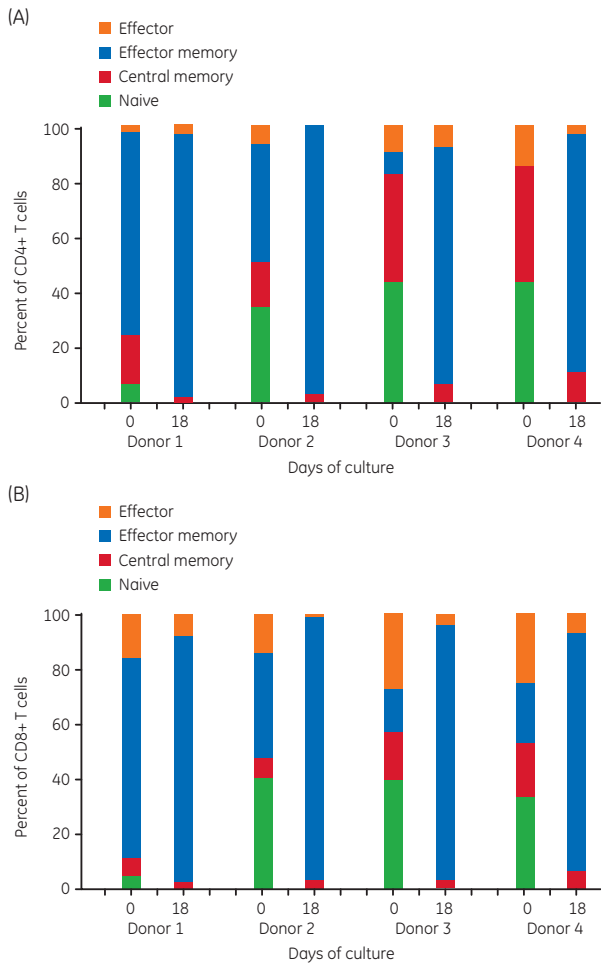 (A)
Effector
Effector memory
Central memory
Naive
100
80
60
40
20
0
Percent of CD4+ T cells
0 18 0 18 0 18 0 18
Donor 1 Donor 2 Donor 3 Donor 4
Days of culture
(B)
Effector
Effector memory
Central memory
Naive
100
80
60
40
20
0
Percent of CD8+ T cells
0 18 0 18 0 18 0 18
Donor 1 Donor 2 Donor 3 Donor 4
Days of culture